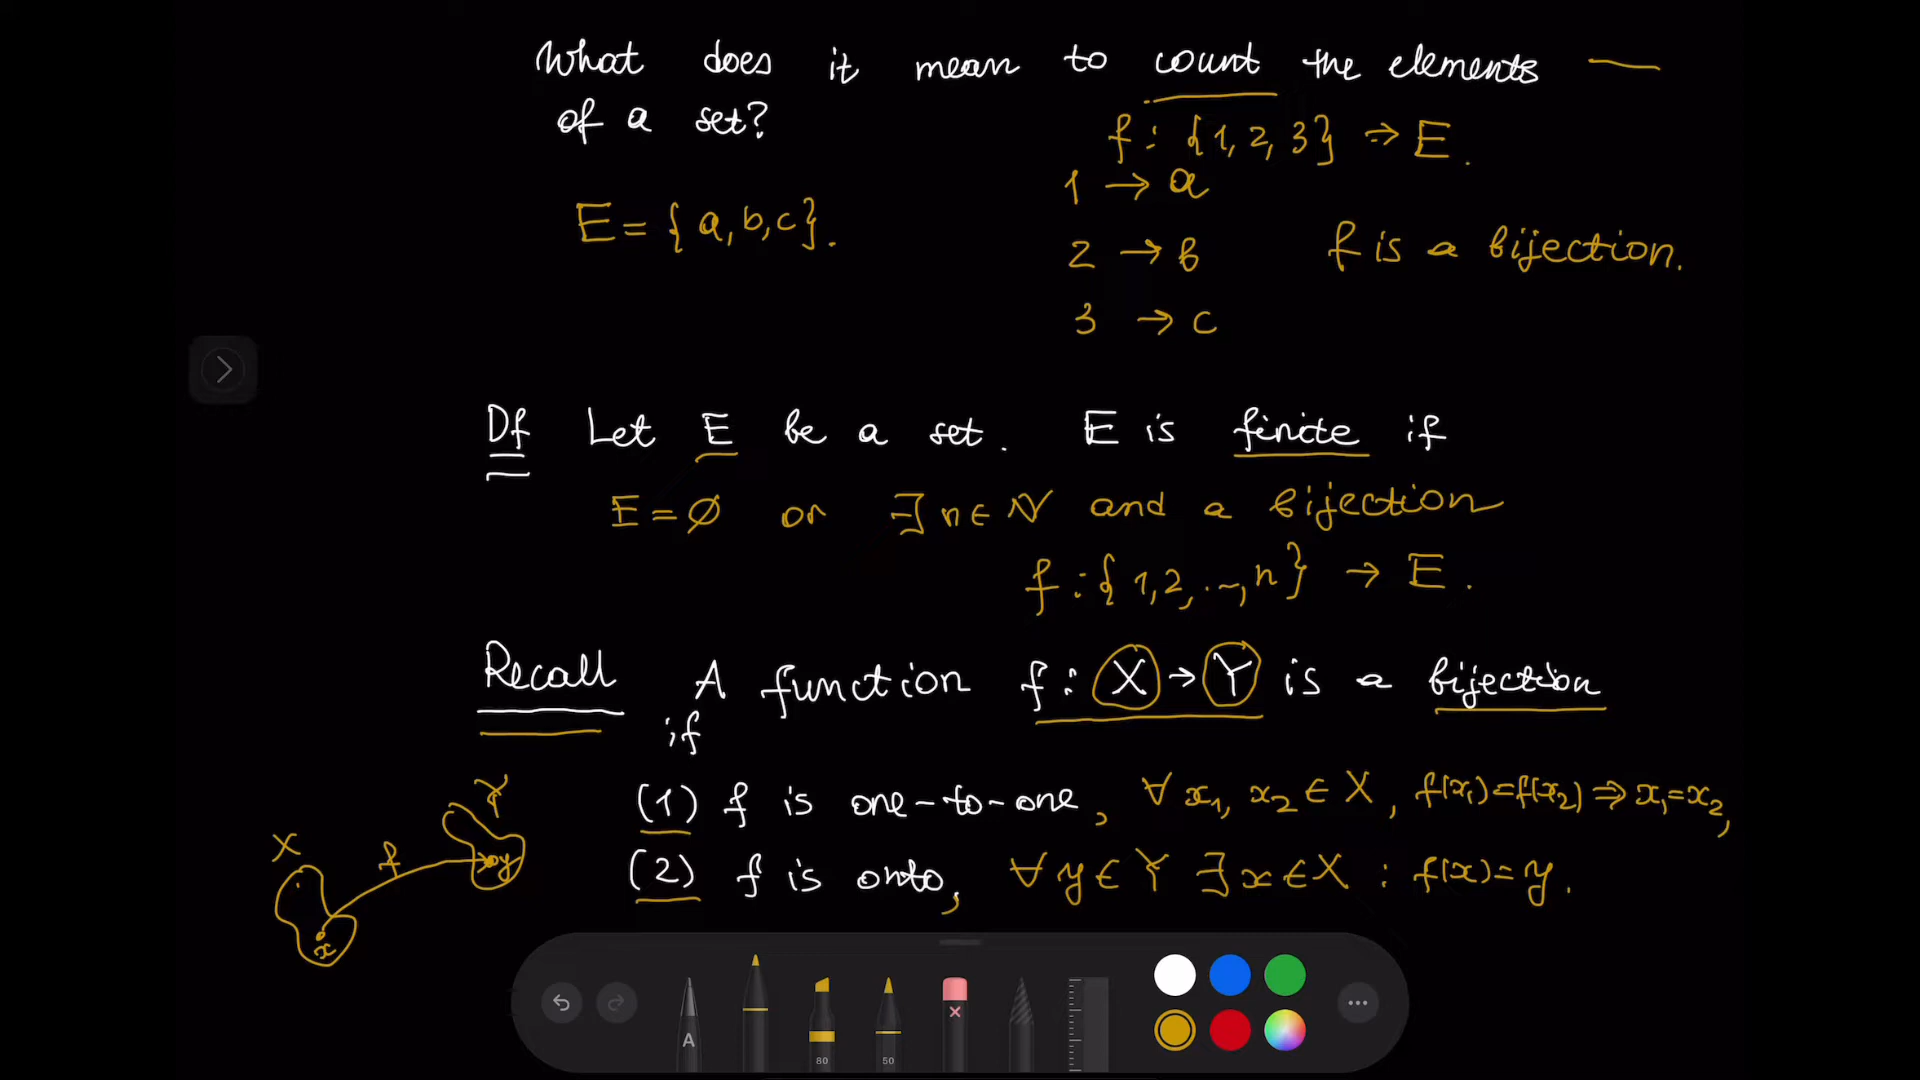 What does it mean to count the elements —
of a set?
f : {1, 2, 3} → E.
1 → a
E = {a, b, c}.
2 → b
f is a bijection.
3 → c
Df Let E be a set. E is finite if
E = ∅ or ∃ n ∈ N and a bijection
f : {1, 2, ..., n} → E.
Recall A function f : X → Y is a bijection
if
(1) f is one-to-one, ∀ x₁, x₂ ∈ X, f(x₁) = f(x₂) ⇒ x₁ = x₂,
(2) f is onto, ∀ y ∈ Y ∃ x ∈ X : f(x) = y.
X
f
Y
y
x
A
80
50